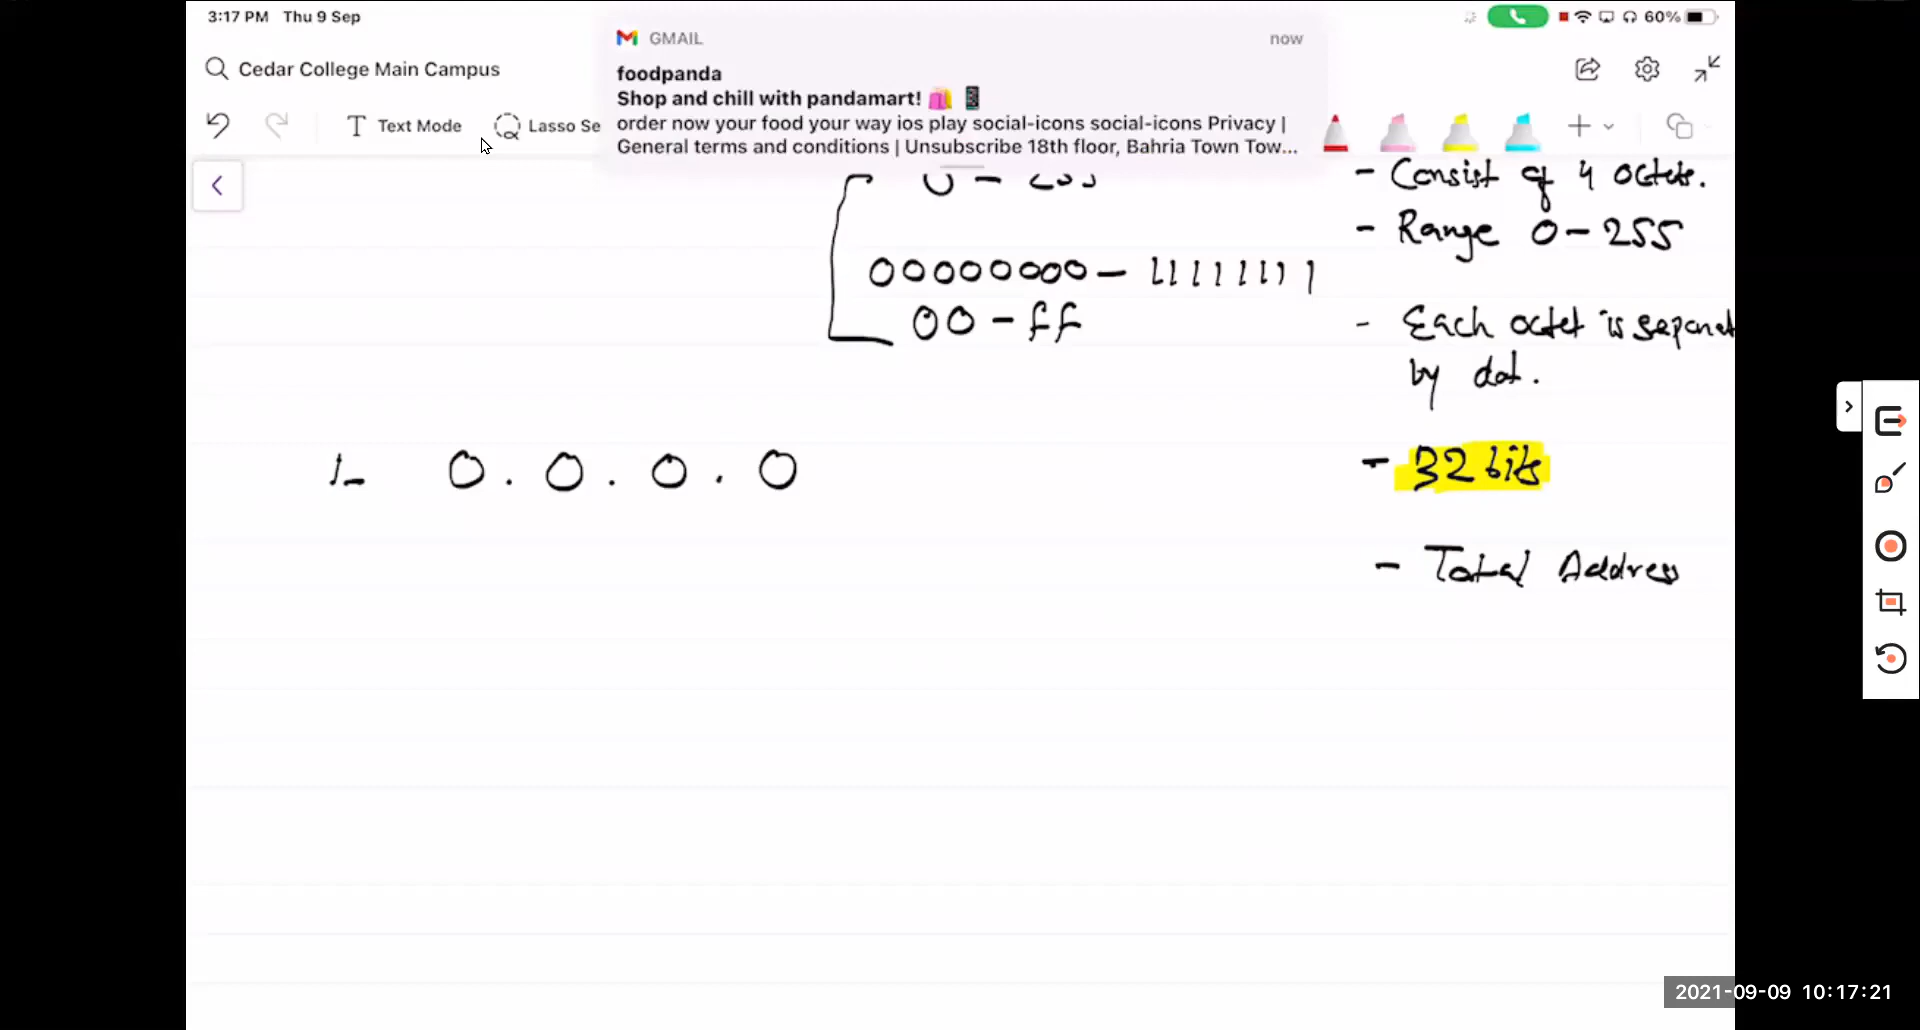 3:17 PM Thu 9 Sep
60%
GMAIL
now
Cedar College Main Campus
foodpanda
Shop and chill with pandamart! 🛍️ 📱
order now your food your way ios play social-icons social-icons Privacy |
General terms and conditions | Unsubscribe 18th floor, Bahria Town Tow...
Text Mode
Lasso Se
0 - 255
00000000 - 11111111
00 - ff
- Consist of 4 octets.
- Range 0 - 255
- Each octet is separat
by dot.
1- 0 . 0 . 0 . 0
- 32 bits
- Total Address
2021-09-09 10:17:21